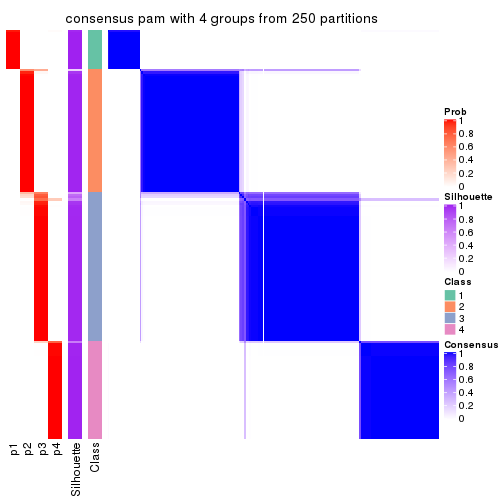 consensus pam with 4 groups from 250 partitions
Prob
1
0.8
0.6
0.4
0.2
0
Silhouette
1
0.8
0.6
0.4
0.2
0
Class
1
2
3
4
Consensus
1
0.8
0.6
0.4
0.2
0
p1
p2
p3
p4
Silhouette
Class